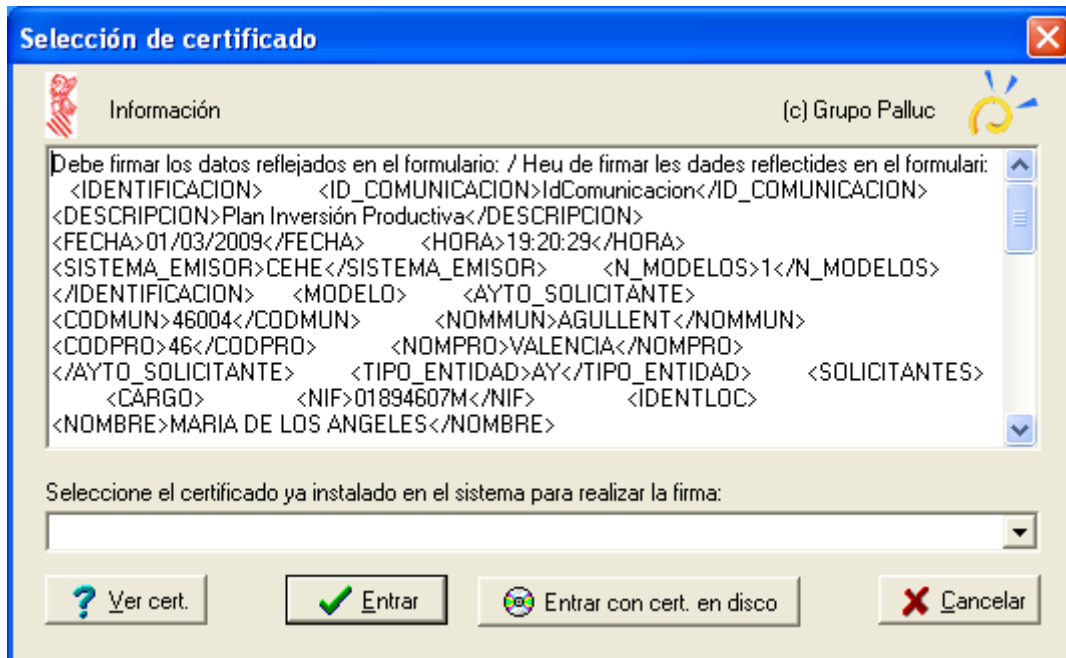 Selección de certificado
Información
(c) Grupo Palluc
Debe firmar los datos reflejados en el formulario: / Heu de firmar les dades reflectides en el formulari:
<IDENTIFICACION> <ID_COMUNICACION>IdComunicacion</ID_COMUNICACION>
<DESCRIPCION>Plan Inversión Productiva</DESCRIPCION>
<FECHA>01/03/2009</FECHA> <HORA>19:20:29</HORA>
<SISTEMA_EMISOR>CEHE</SISTEMA_EMISOR> <N_MODELOS>1</N_MODELOS>
</IDENTIFICACION> <MODELO> <AYTO_SOLICITANTE>
<CODMUN>46004</CODMUN> <NOMMUN>AGULLENT</NOMMUN>
<CODPRO>46</CODPRO> <NOMPRO>VALENCIA</NOMPRO>
</AYTO_SOLICITANTE> <TIPO_ENTIDAD>AY</TIPO_ENTIDAD> <SOLICITANTES>
<CARGO> <NIF>01894607M</NIF> <IDENTLOC>
<NOMBRE>MARIA DE LOS ANGELES</NOMBRE>
Seleccione el certificado ya instalado en el sistema para realizar la firma:
Ver cert.
Entrar
Entrar con cert. en disco
Cancelar